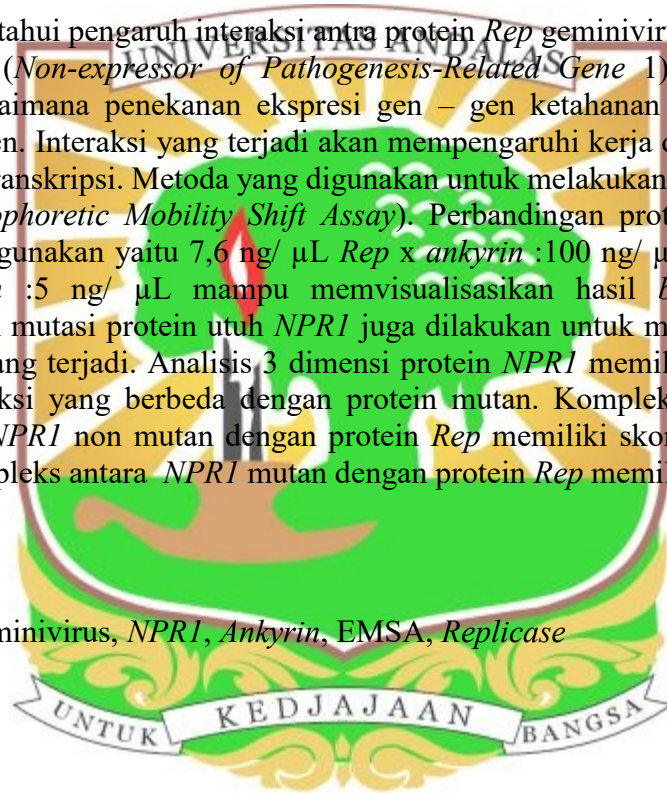 tahui pengaruh interaksi antra protein Rep geminivir
UNIVERSITAS ANDALAS
(Non-expressor of Pathogenesis-Related Gene 1)
aimana penekanan ekspresi gen – gen ketahanan
en. Interaksi yang terjadi akan mempengaruhi kerja
transkripsi. Metoda yang digunakan untuk melakukan
ophoretic Mobility Shift Assay). Perbandingan prot
gunakan yaitu 7,6 ng/ µL Rep x ankyrin :100 ng/ µ
:5 ng/ µL mampu memvisualisasikan hasil b
mutasi protein utuh NPR1 juga dilakukan untuk m
ang terjadi. Analisis 3 dimensi protein NPR1 memil
ksi yang berbeda dengan protein mutan. Komplek
NPR1 non mutan dengan protein Rep memiliki sko
pleks antara NPR1 mutan dengan protein Rep memil
minivirus, NPR1, Ankyrin, EMSA, Replicase
UNTUK KEDJAJAAN BANGSA